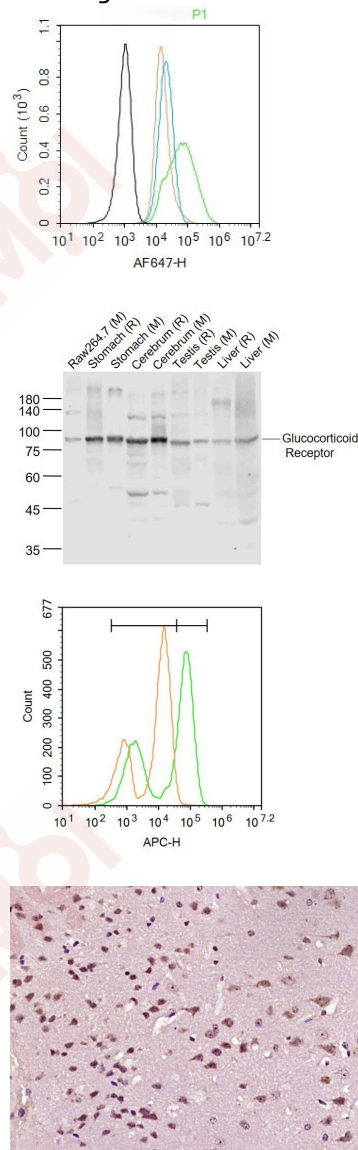 P1
Count (10³)
1.1
0.8
0.6
0.4
0.2
0
10¹ 10² 10³ 10⁴ 10⁵ 10⁶ 10⁷·²
AF647-H
Raw264.7 (M)
Stomach (R)
Stomach (M)
Cerebrum (R)
Cerebrum (M)
Testis (R)
Testis (M)
Liver (R)
Liver (M)
180
140
100
75
60
45
35
Glucocorticoid
Receptor
677
500
400
300
200
100
0
Count
10¹ 10² 10³ 10⁴ 10⁵ 10⁶ 10⁷·²
APC-H